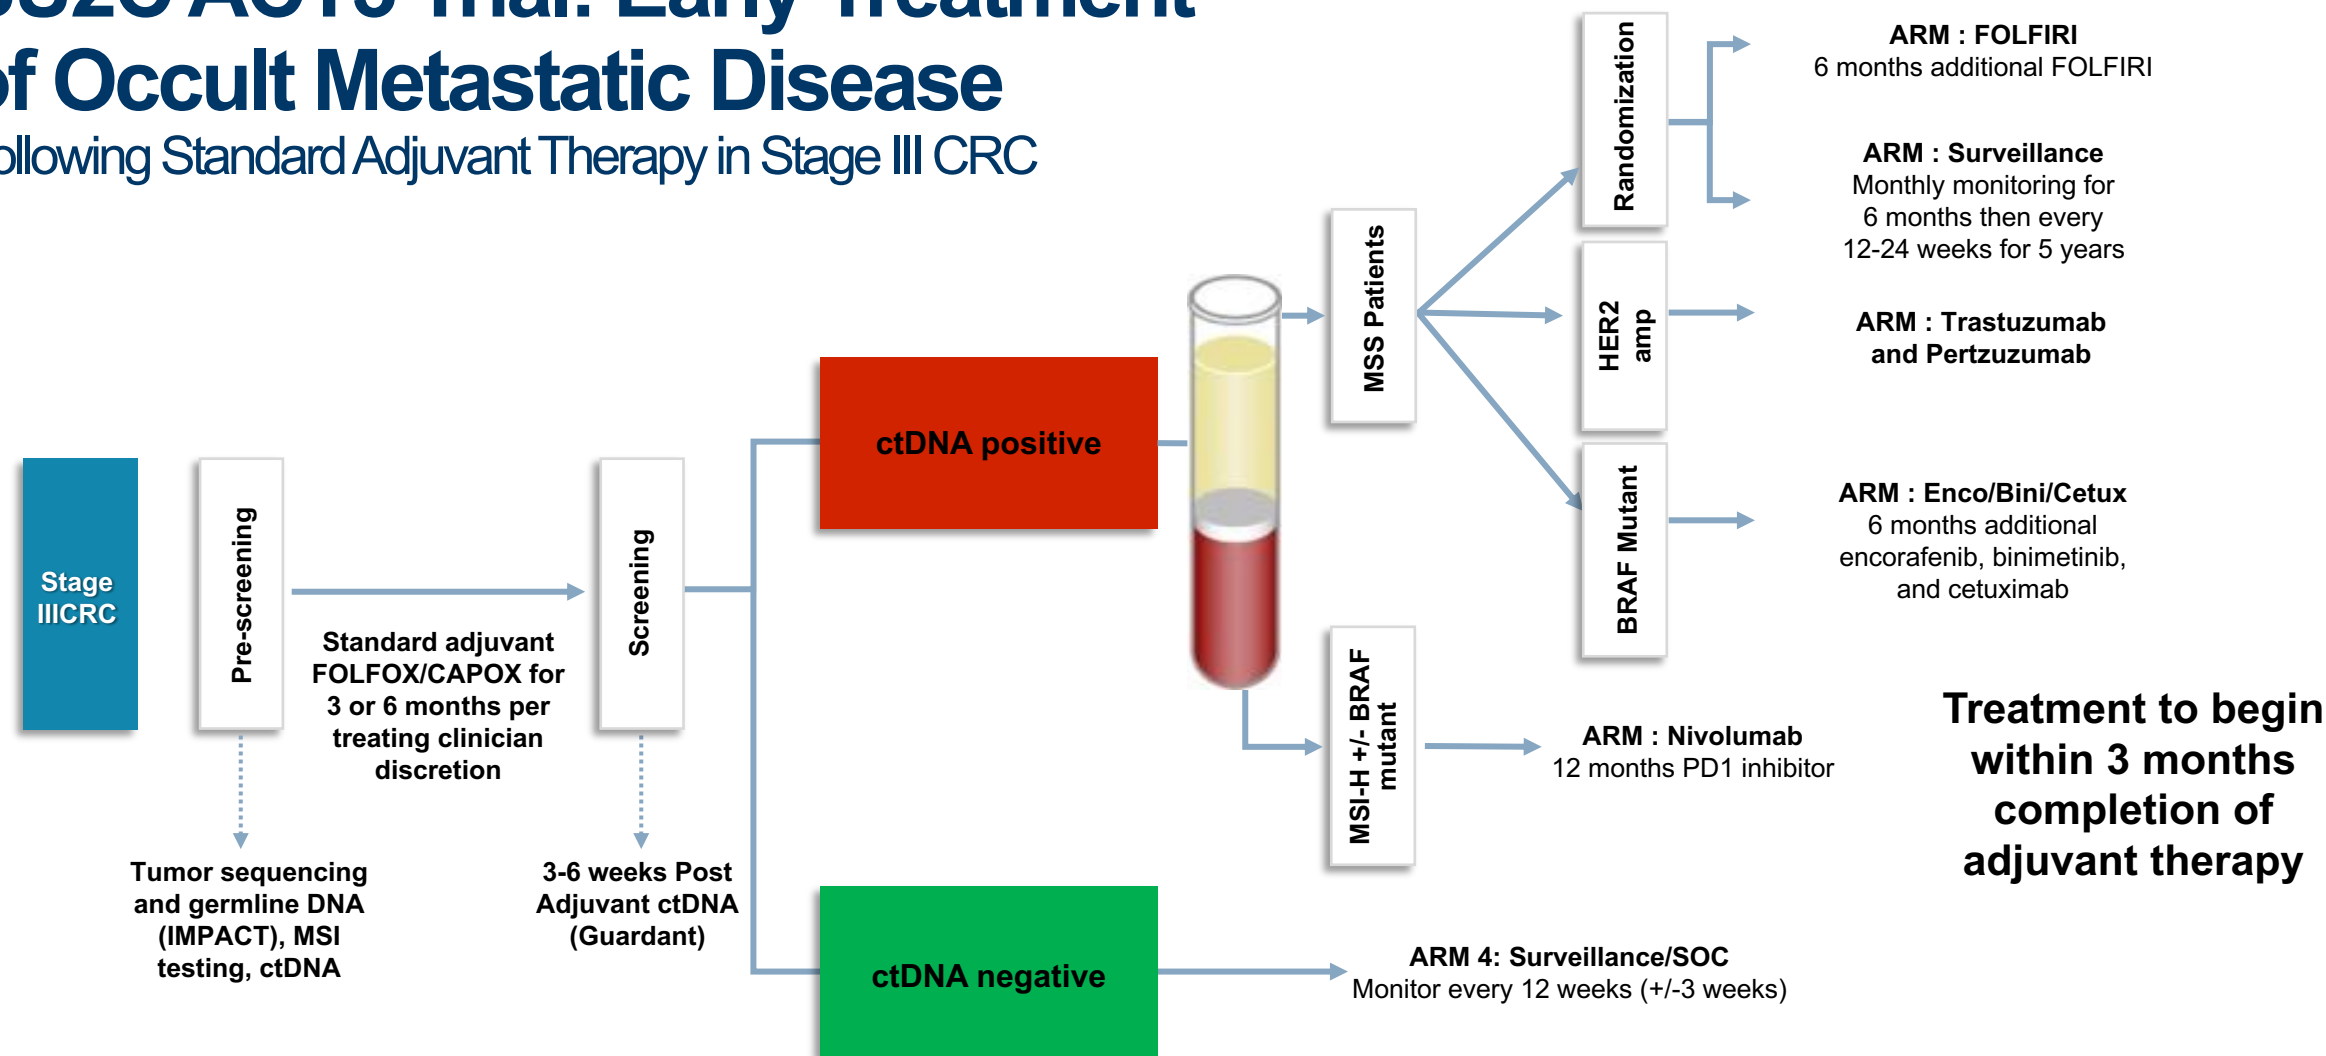 Trial: Early Treatment
of Occult Metastatic Disease
ollowing Standard Adjuvant Therapy in Stage III CRC
Stage
IIICRC
Pre-screening
Tumor sequencing
and germline DNA
(IMPACT), MSI
testing, ctDNA
Standard adjuvant
FOLFOX/CAPOX for
3 or 6 months per
treating clinician
discretion
Screening
3-6 weeks Post
Adjuvant ctDNA
(Guardant)
ctDNA positive
MSS Patients
Randomization
ARM : FOLFIRI
6 months additional FOLFIRI
ARM : Surveillance
Monthly monitoring for
6 months then every
12-24 weeks for 5 years
HER2
amp
ARM : Trastuzumab
and Pertzuzumab
BRAF Mutant
ARM : Enco/Bini/Cetux
6 months additional
encorafenib, binimetinib,
and cetuximab
MSI-H +/- BRAF
mutant
ARM : Nivolumab
12 months PD1 inhibitor
Treatment to begin
within 3 months
completion of
adjuvant therapy
ctDNA negative
ARM 4: Surveillance/SOC
Monitor every 12 weeks (+/-3 weeks)